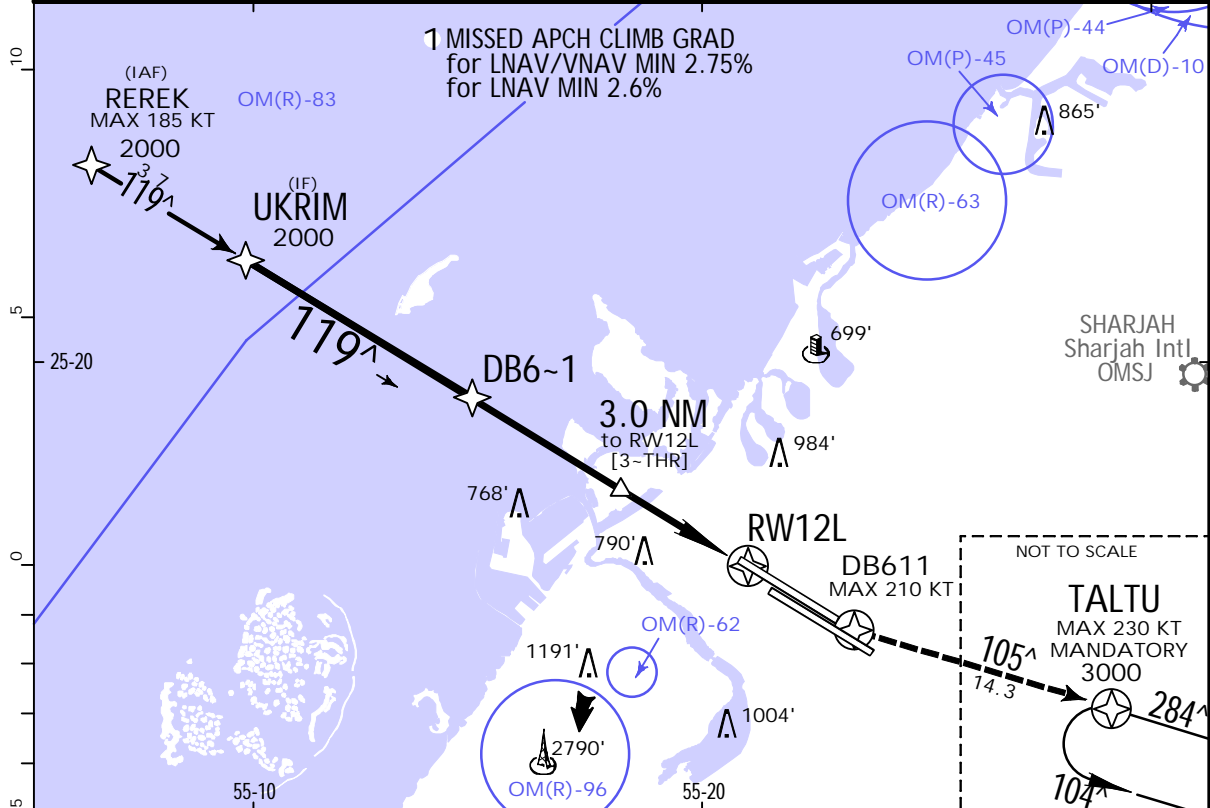 1 MISSED APCH CLIMB GRAD
for LNAV/VNAV MIN 2.75%
for LNAV MIN 2.6%
OM(P)-44
OM(P)-45
OM(D)-10
10
(IAF)
REREK
MAX 185 KT
2000
OM(R)-83
865'
3.7
119^
(IF)
UKRIM
2000
OM(R)-63
5
119^
699'
SHARJAH
Sharjah Intl
OMSJ
25-20
DB6~1
3.0 NM
to RW12L
[3~THR]
984'
768'
790'
RW12L
0
NOT TO SCALE
DB611
MAX 210 KT
TALTU
MAX 230 KT
MANDATORY
3000
OM(R)-62
105^
14.3
1191'
1004'
284^
2790'
OM(R)-96
55-10
55-20
104^
5